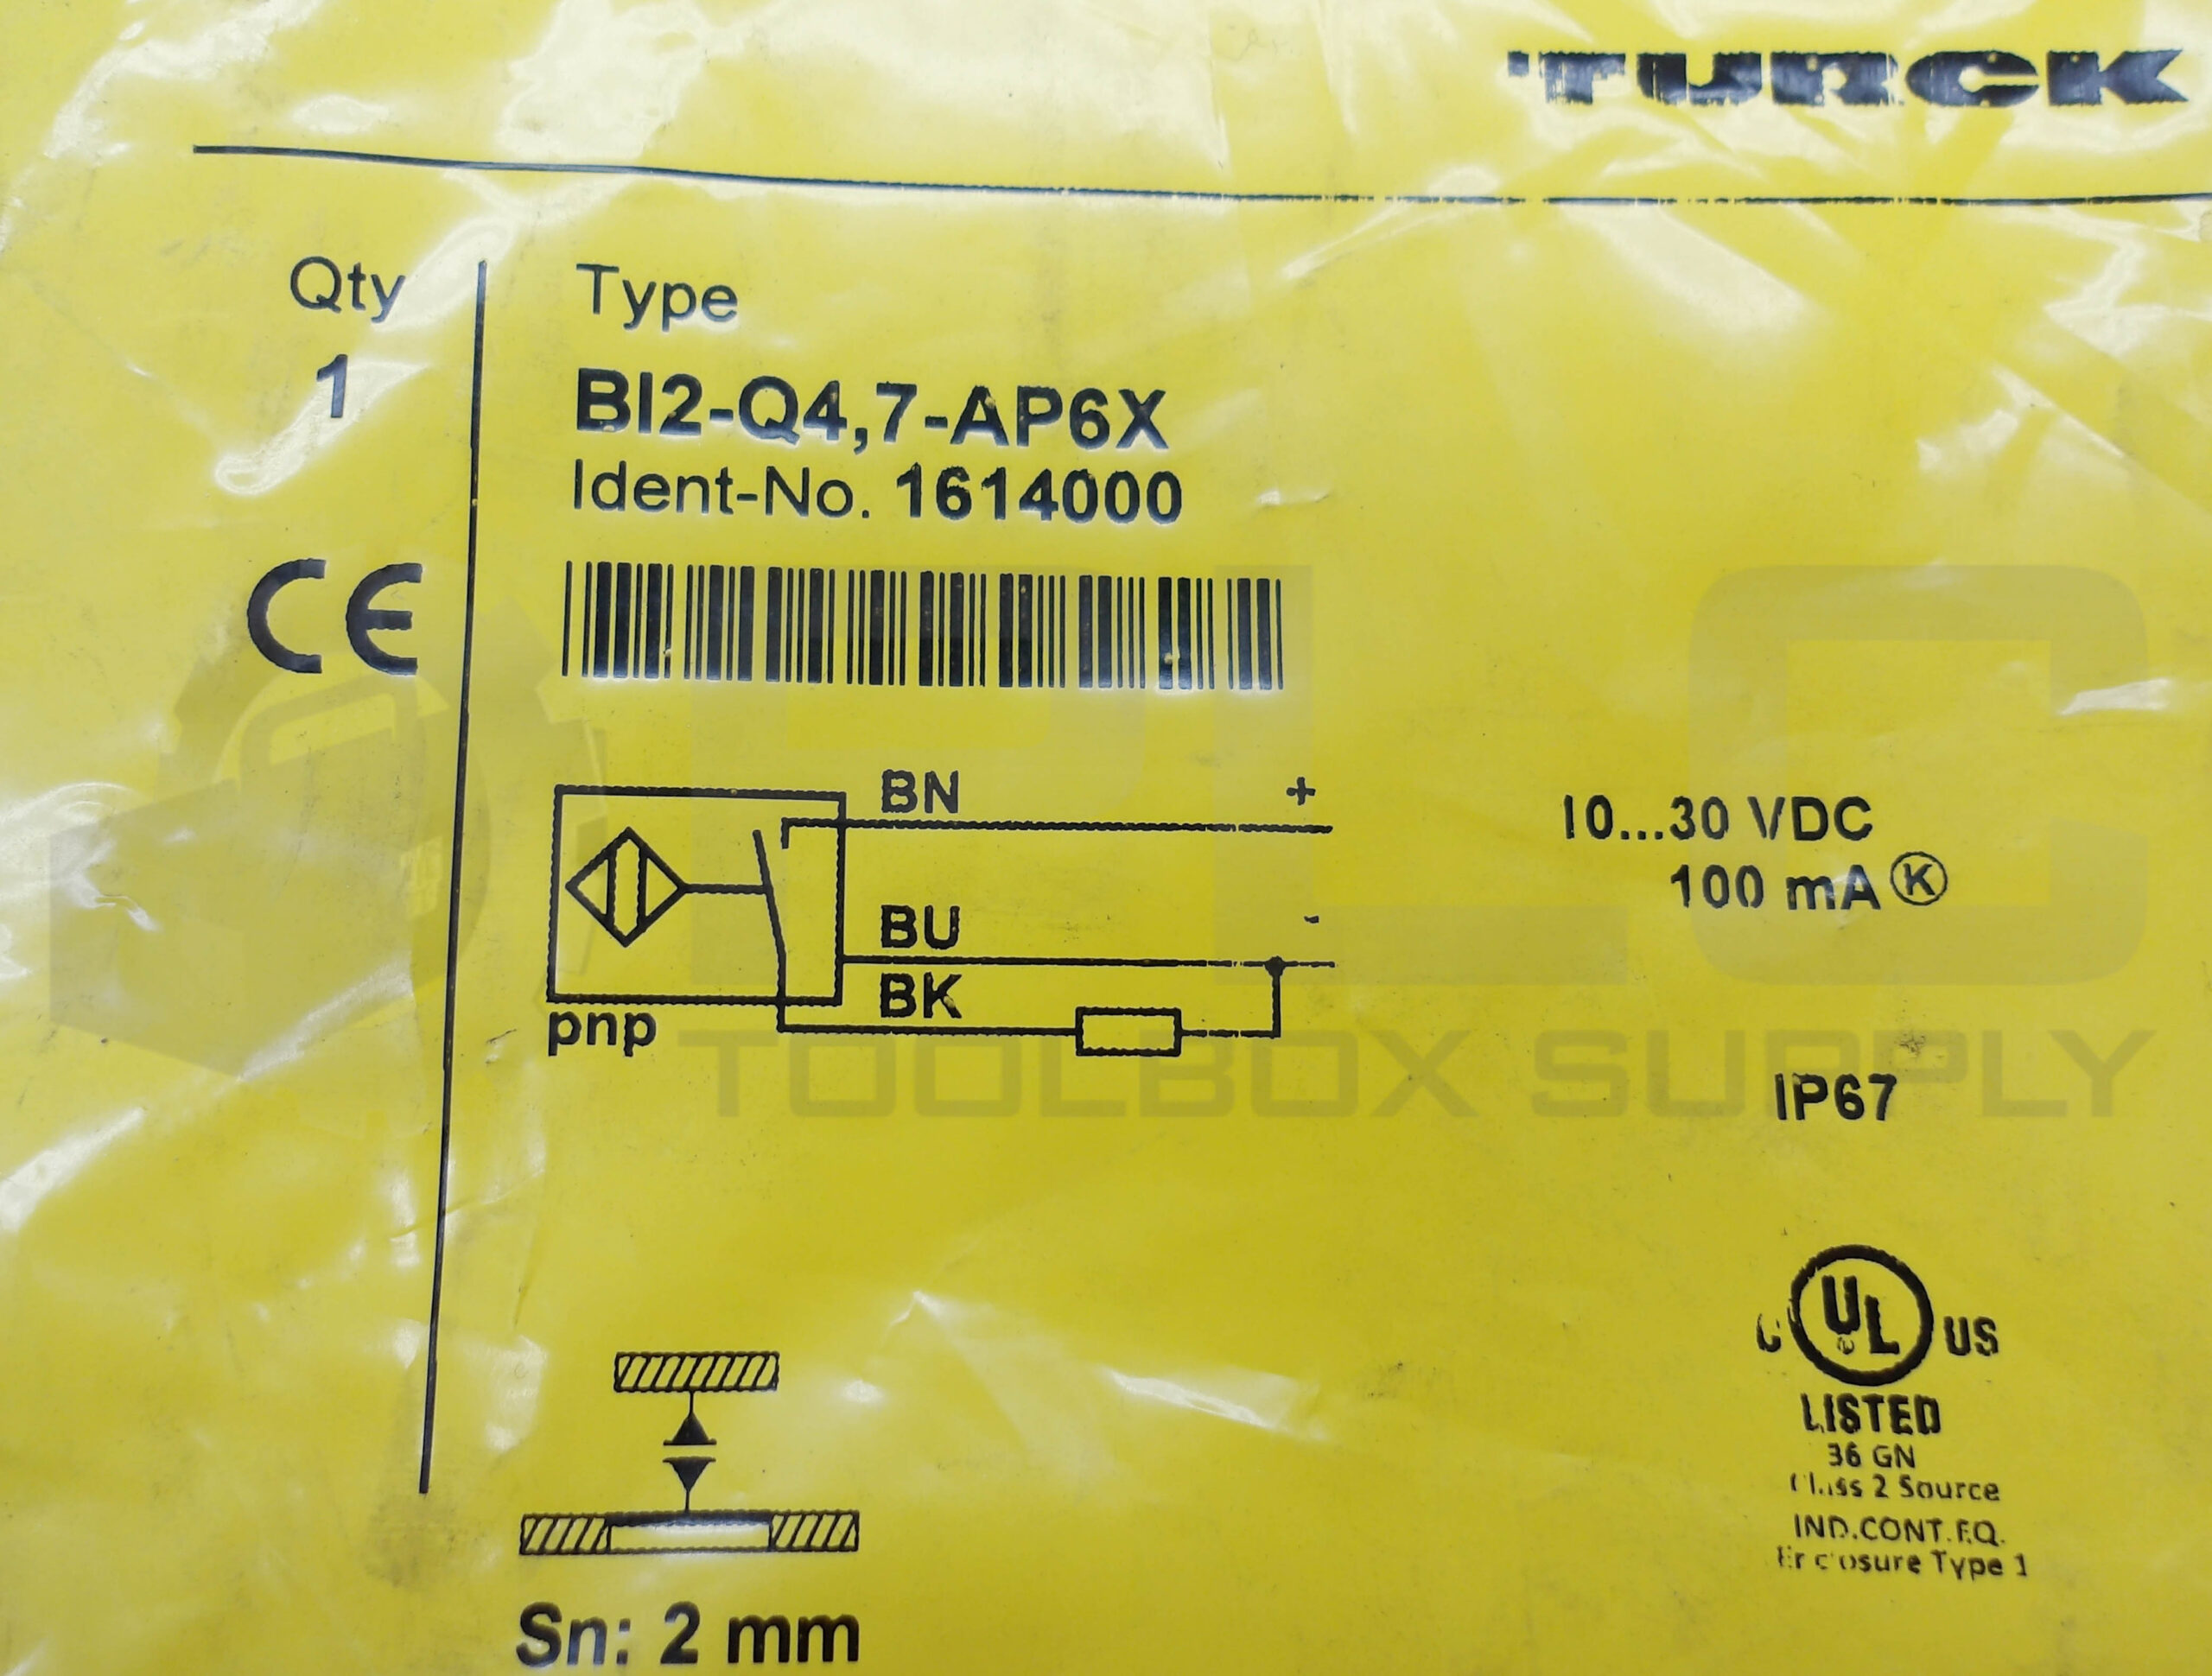 TURCK
Qty
Type
1
BI2-Q4,7-AP6X
Ident-No. 1614000
CE
BN
+
10...30 VDC
100 mA Ⓚ
BU
-
BK
pnp
PLC
TOOLBOX SUPPLY
IP67
C UL US
LISTED
36 GN
Class 2 Source
IND.CONT.EQ.
Enclosure Type 1
Sn: 2 mm